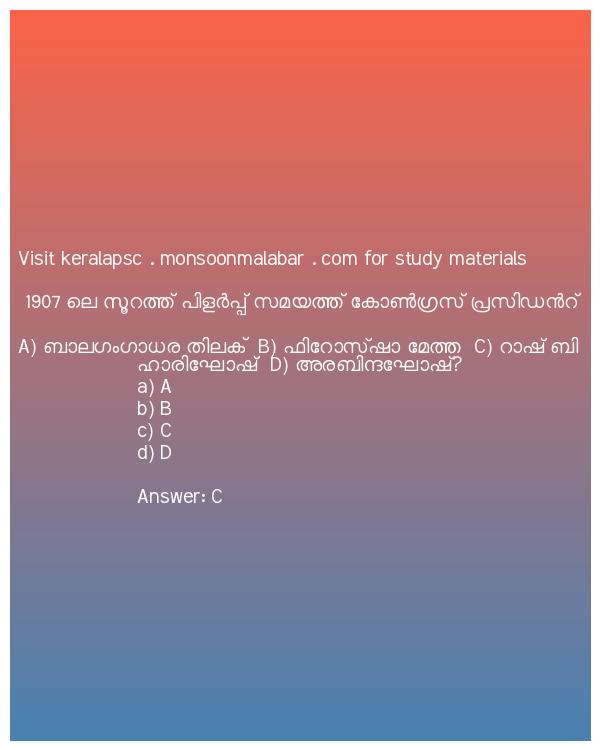 Visit keralapsc . monsoonmalabar . com for study materials
1907 ലെ സൂറത്ത് പിളർപ്പ് സമയത്ത് കോൺഗ്രസ് പ്രസിഡൻറ്
A) ബാലഗംഗാധര തിലക് B) ഫിറോസ്ഷാ മേത്ത C) റാഷ് ബി
ഹാരിഘോഷ് D) അരബിന്ദഘോഷ്?
a) A
b) B
c) C
d) D
Answer: C